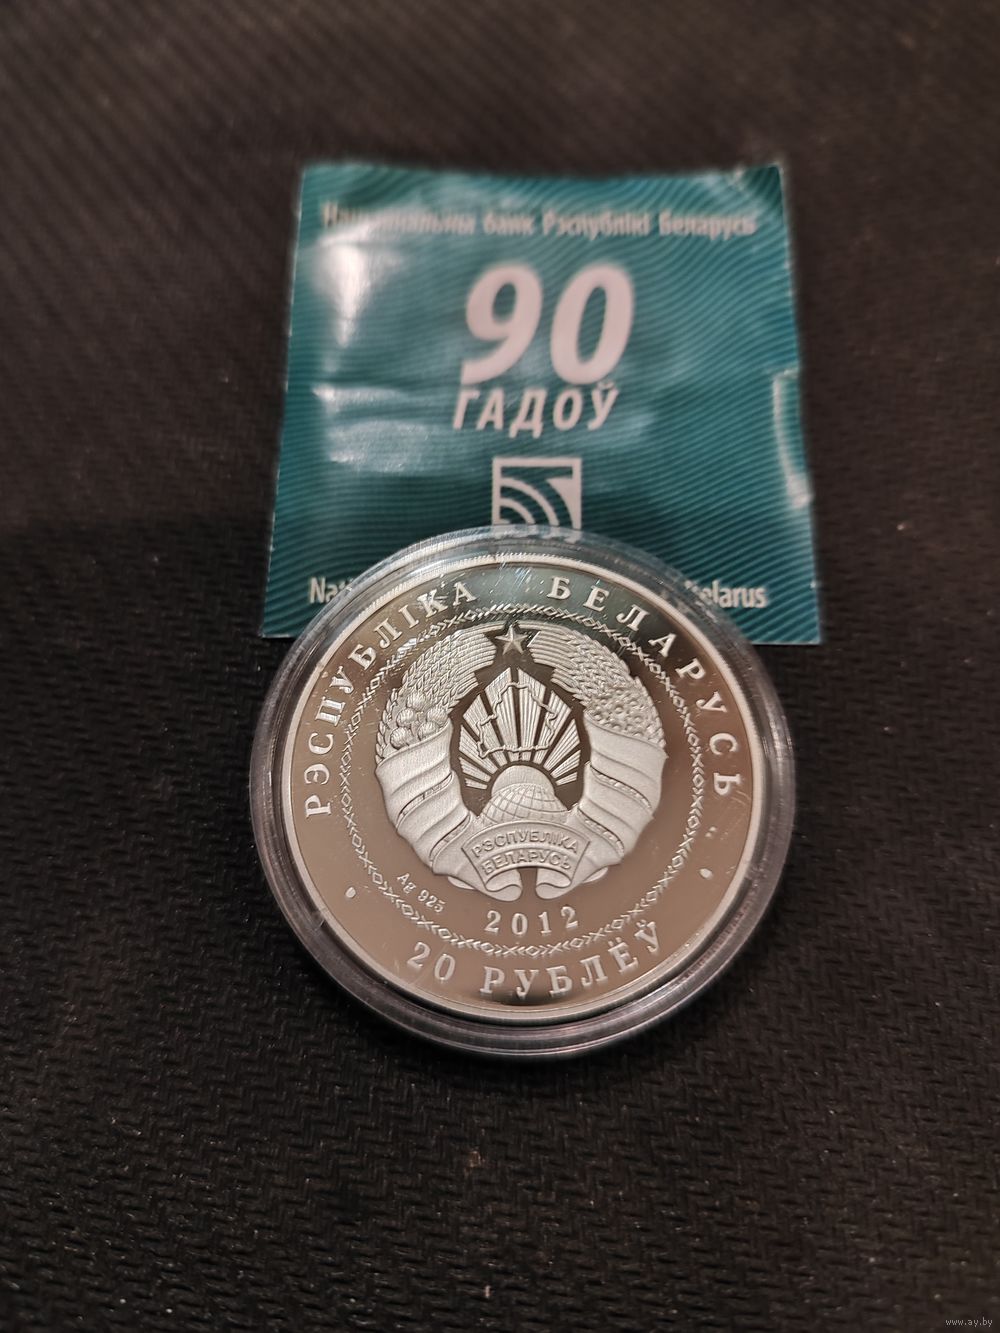 Нацыянальны банк Рэспублікі Беларусь
90
ГАДОЎ
Belarus
РЭСПУБЛІКА БЕЛАРУСЬ
РЭСПУБЛІКА
БЕЛАРУСЬ
Ag 925
2012
20 РУБЛЁЎ
www.ay.by